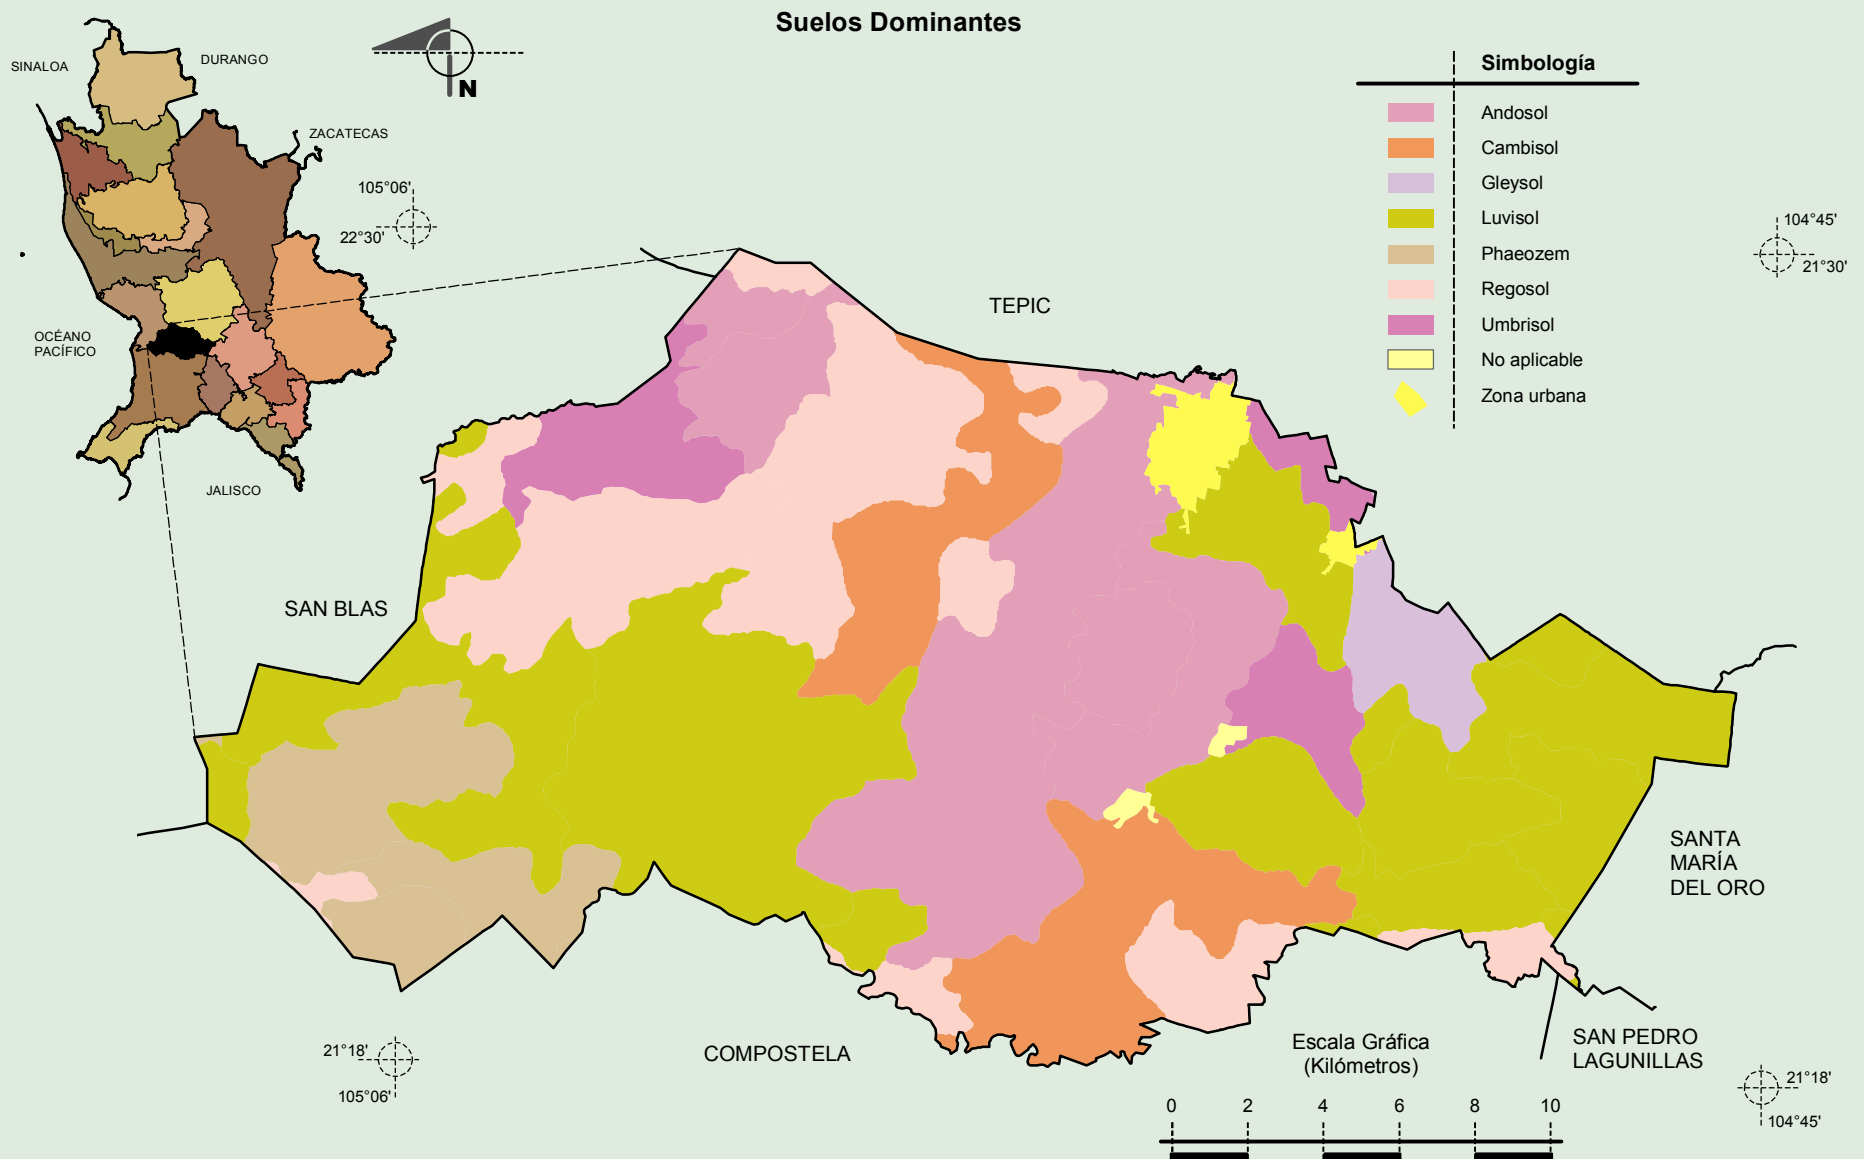 Suelos Dominantes
SINALOA
DURANGO
ZACATECAS
OCÉANO
PACÍFICO
JALISCO
N
105°06'
22°30'
Simbología
Andosol
Cambisol
Gleysol
Luvisol
Phaeozem
Regosol
Umbrisol
No aplicable
Zona urbana
104°45'
21°30'
TEPIC
SAN BLAS
SANTA
MARÍA
DEL ORO
COMPOSTELA
SAN PEDRO
LAGUNILLAS
21°18'
105°06'
Escala Gráfica
(Kilómetros)
0 2 4 6 8 10
21°18'
104°45'